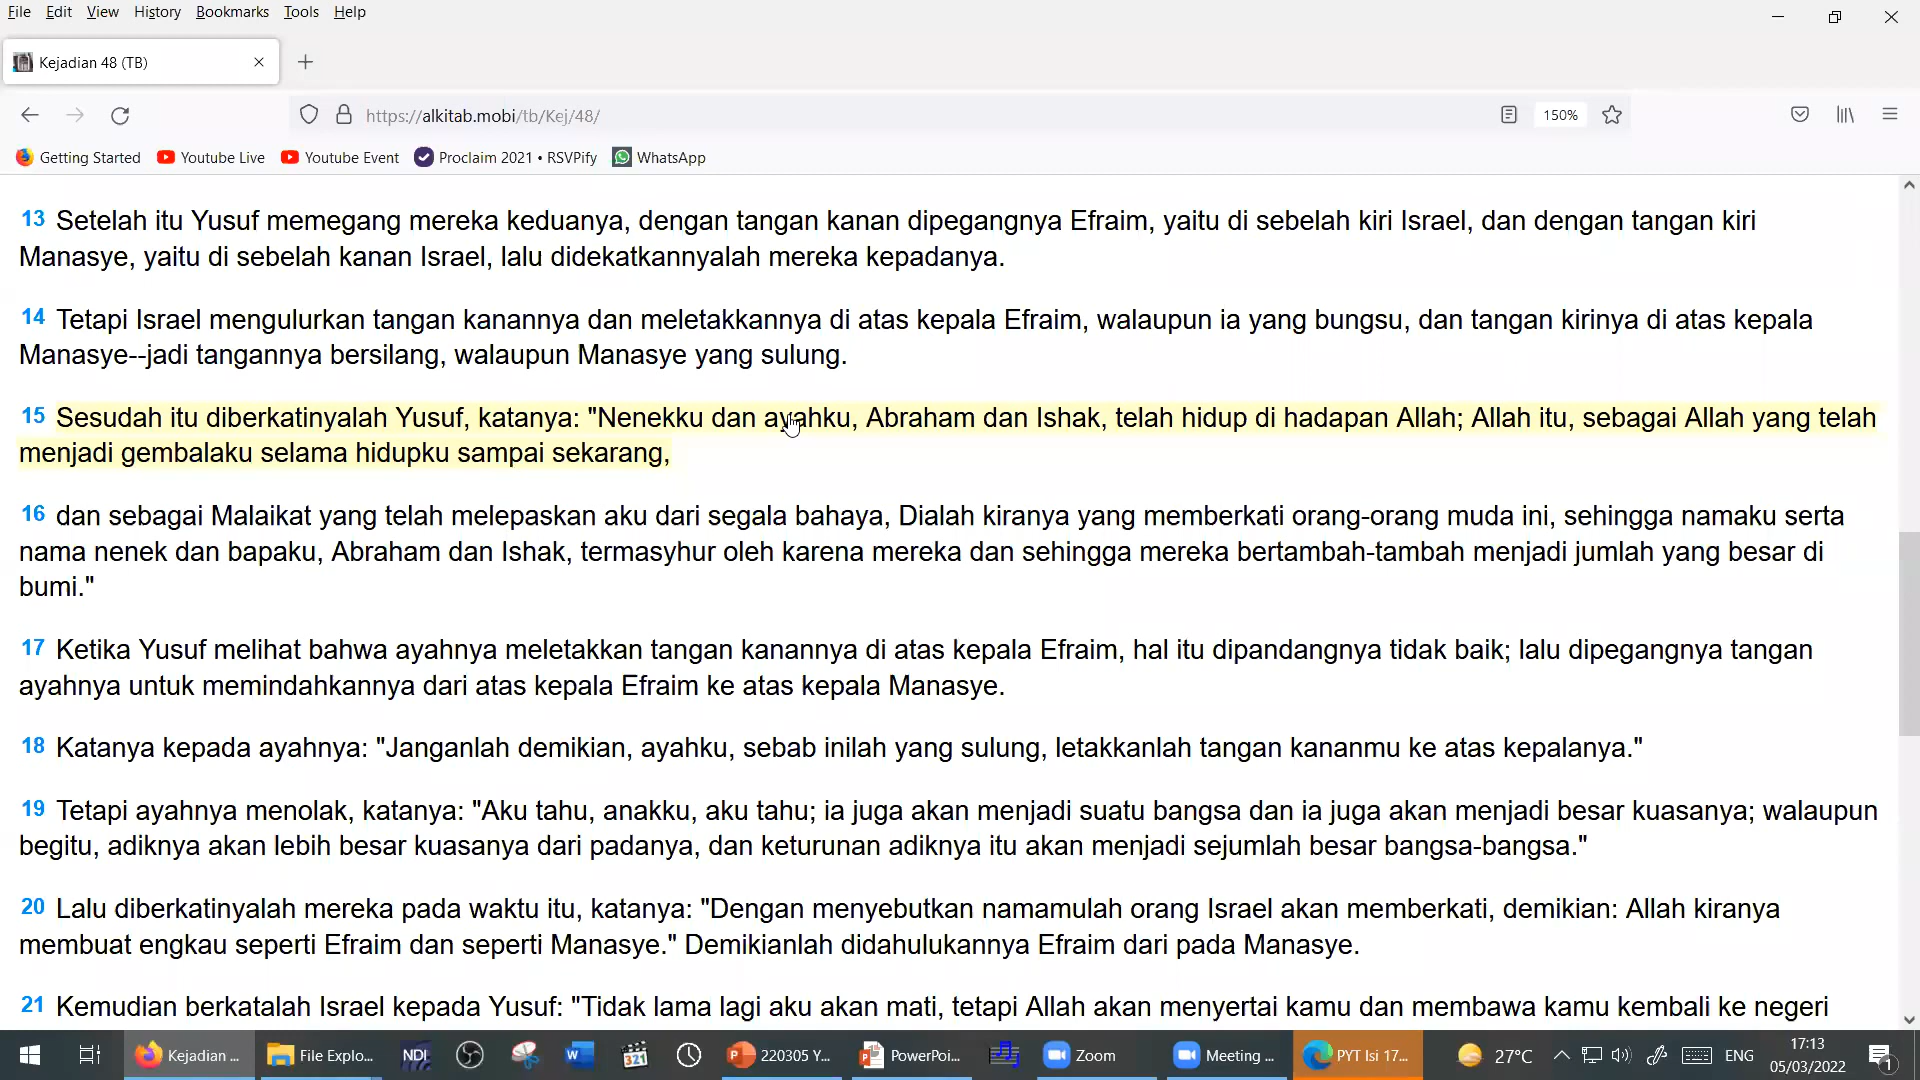 File Edit View History Bookmarks Tools Help
Kejadian 48 (TB)
https://alkitab.mobi/tb/Kej/48/
150%
Getting Started Youtube Live Youtube Event Proclaim 2021 • RSVPify WhatsApp
13 Setelah itu Yusuf memegang mereka keduanya, dengan tangan kanan dipegangnya Efraim, yaitu di sebelah kiri Israel, dan dengan tangan kiri
Manasye, yaitu di sebelah kanan Israel, lalu didekatkannyalah mereka kepadanya.
14 Tetapi Israel mengulurkan tangan kanannya dan meletakkannya di atas kepala Efraim, walaupun ia yang bungsu, dan tangan kirinya di atas kepala
Manasye--jadi tangannya bersilang, walaupun Manasye yang sulung.
15 Sesudah itu diberkatinyalah Yusuf, katanya: "Nenekku dan ayahku, Abraham dan Ishak, telah hidup di hadapan Allah; Allah itu, sebagai Allah yang telah
menjadi gembalaku selama hidupku sampai sekarang,
16 dan sebagai Malaikat yang telah melepaskan aku dari segala bahaya, Dialah kiranya yang memberkati orang-orang muda ini, sehingga namaku serta
nama nenek dan bapaku, Abraham dan Ishak, termasyhur oleh karena mereka dan sehingga mereka bertambah-tambah menjadi jumlah yang besar di
bumi."
17 Ketika Yusuf melihat bahwa ayahnya meletakkan tangan kanannya di atas kepala Efraim, hal itu dipandangnya tidak baik; lalu dipegangnya tangan
ayahnya untuk memindahkannya dari atas kepala Efraim ke atas kepala Manasye.
18 Katanya kepada ayahnya: "Janganlah demikian, ayahku, sebab inilah yang sulung, letakkanlah tangan kananmu ke atas kepalanya."
19 Tetapi ayahnya menolak, katanya: "Aku tahu, anakku, aku tahu; ia juga akan menjadi suatu bangsa dan ia juga akan menjadi besar kuasanya; walaupun
begitu, adiknya akan lebih besar kuasanya dari padanya, dan keturunan adiknya itu akan menjadi sejumlah besar bangsa-bangsa."
20 Lalu diberkatinyalah mereka pada waktu itu, katanya: "Dengan menyebutkan namamulah orang Israel akan memberkati, demikian: Allah kiranya
membuat engkau seperti Efraim dan seperti Manasye." Demikianlah didahulukannya Efraim dari pada Manasye.
21 Kemudian berkatalah Israel kepada Yusuf: "Tidak lama lagi aku akan mati, tetapi Allah akan menyertai kamu dan membawa kamu kembali ke negeri
Kejadian ... File Explo... NDI 321 220305 Y... PowerPoi... Zoom Meeting ... PYT Isi 17... 27°C ENG 17:13
05/03/2022 1